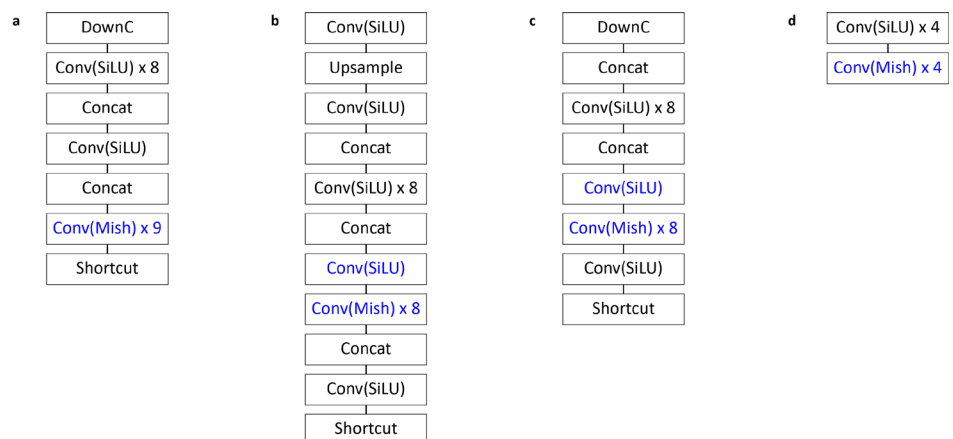 a
DownC
Conv(SiLU) x 8
Concat
Conv(SiLU)
Concat
Conv(Mish) x 9
Shortcut
b
Conv(SiLU)
Upsample
Conv(SiLU)
Concat
Conv(SiLU) x 8
Concat
Conv(SiLU)
Conv(Mish) x 8
Concat
Conv(SiLU)
Shortcut
c
DownC
Concat
Conv(SiLU) x 8
Concat
Conv(SiLU)
Conv(Mish) x 8
Conv(SiLU)
Shortcut
d
Conv(SiLU) x 4
Conv(Mish) x 4